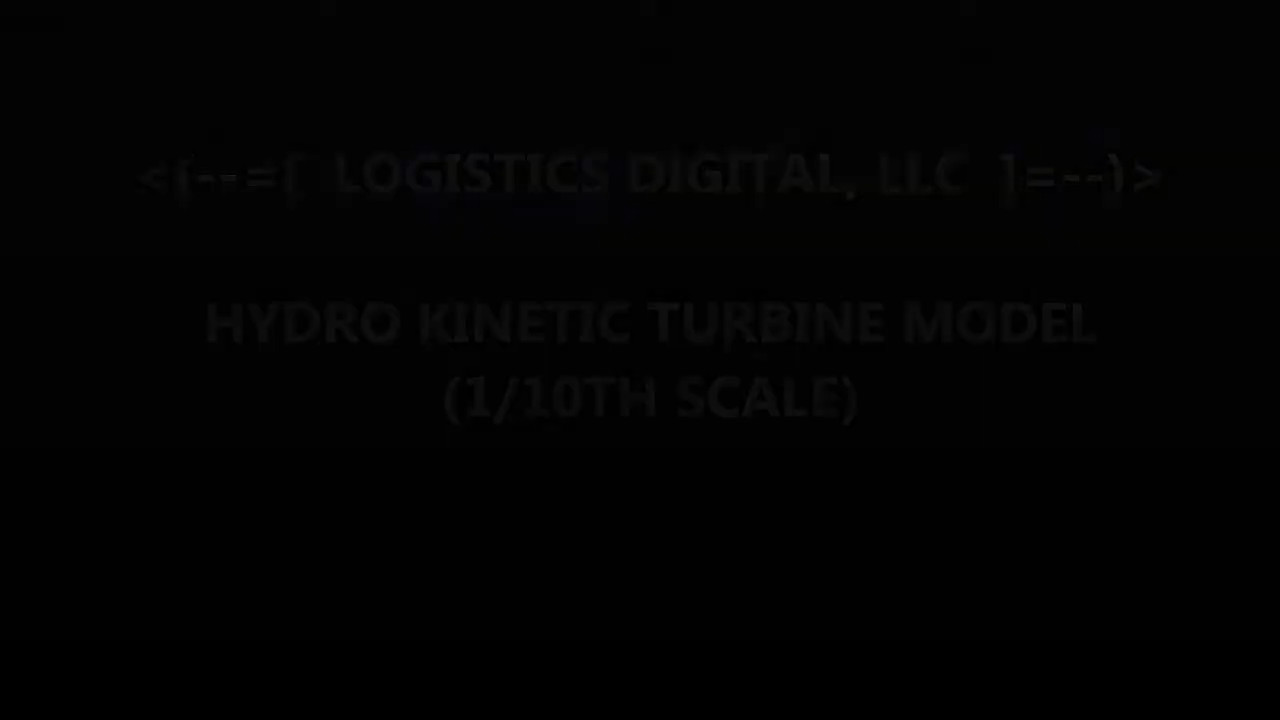 <(--=[ LOGISTICS DIGITAL, LLC ]=--)>
HYDRO KINETIC TURBINE MODEL
(1/10TH SCALE)